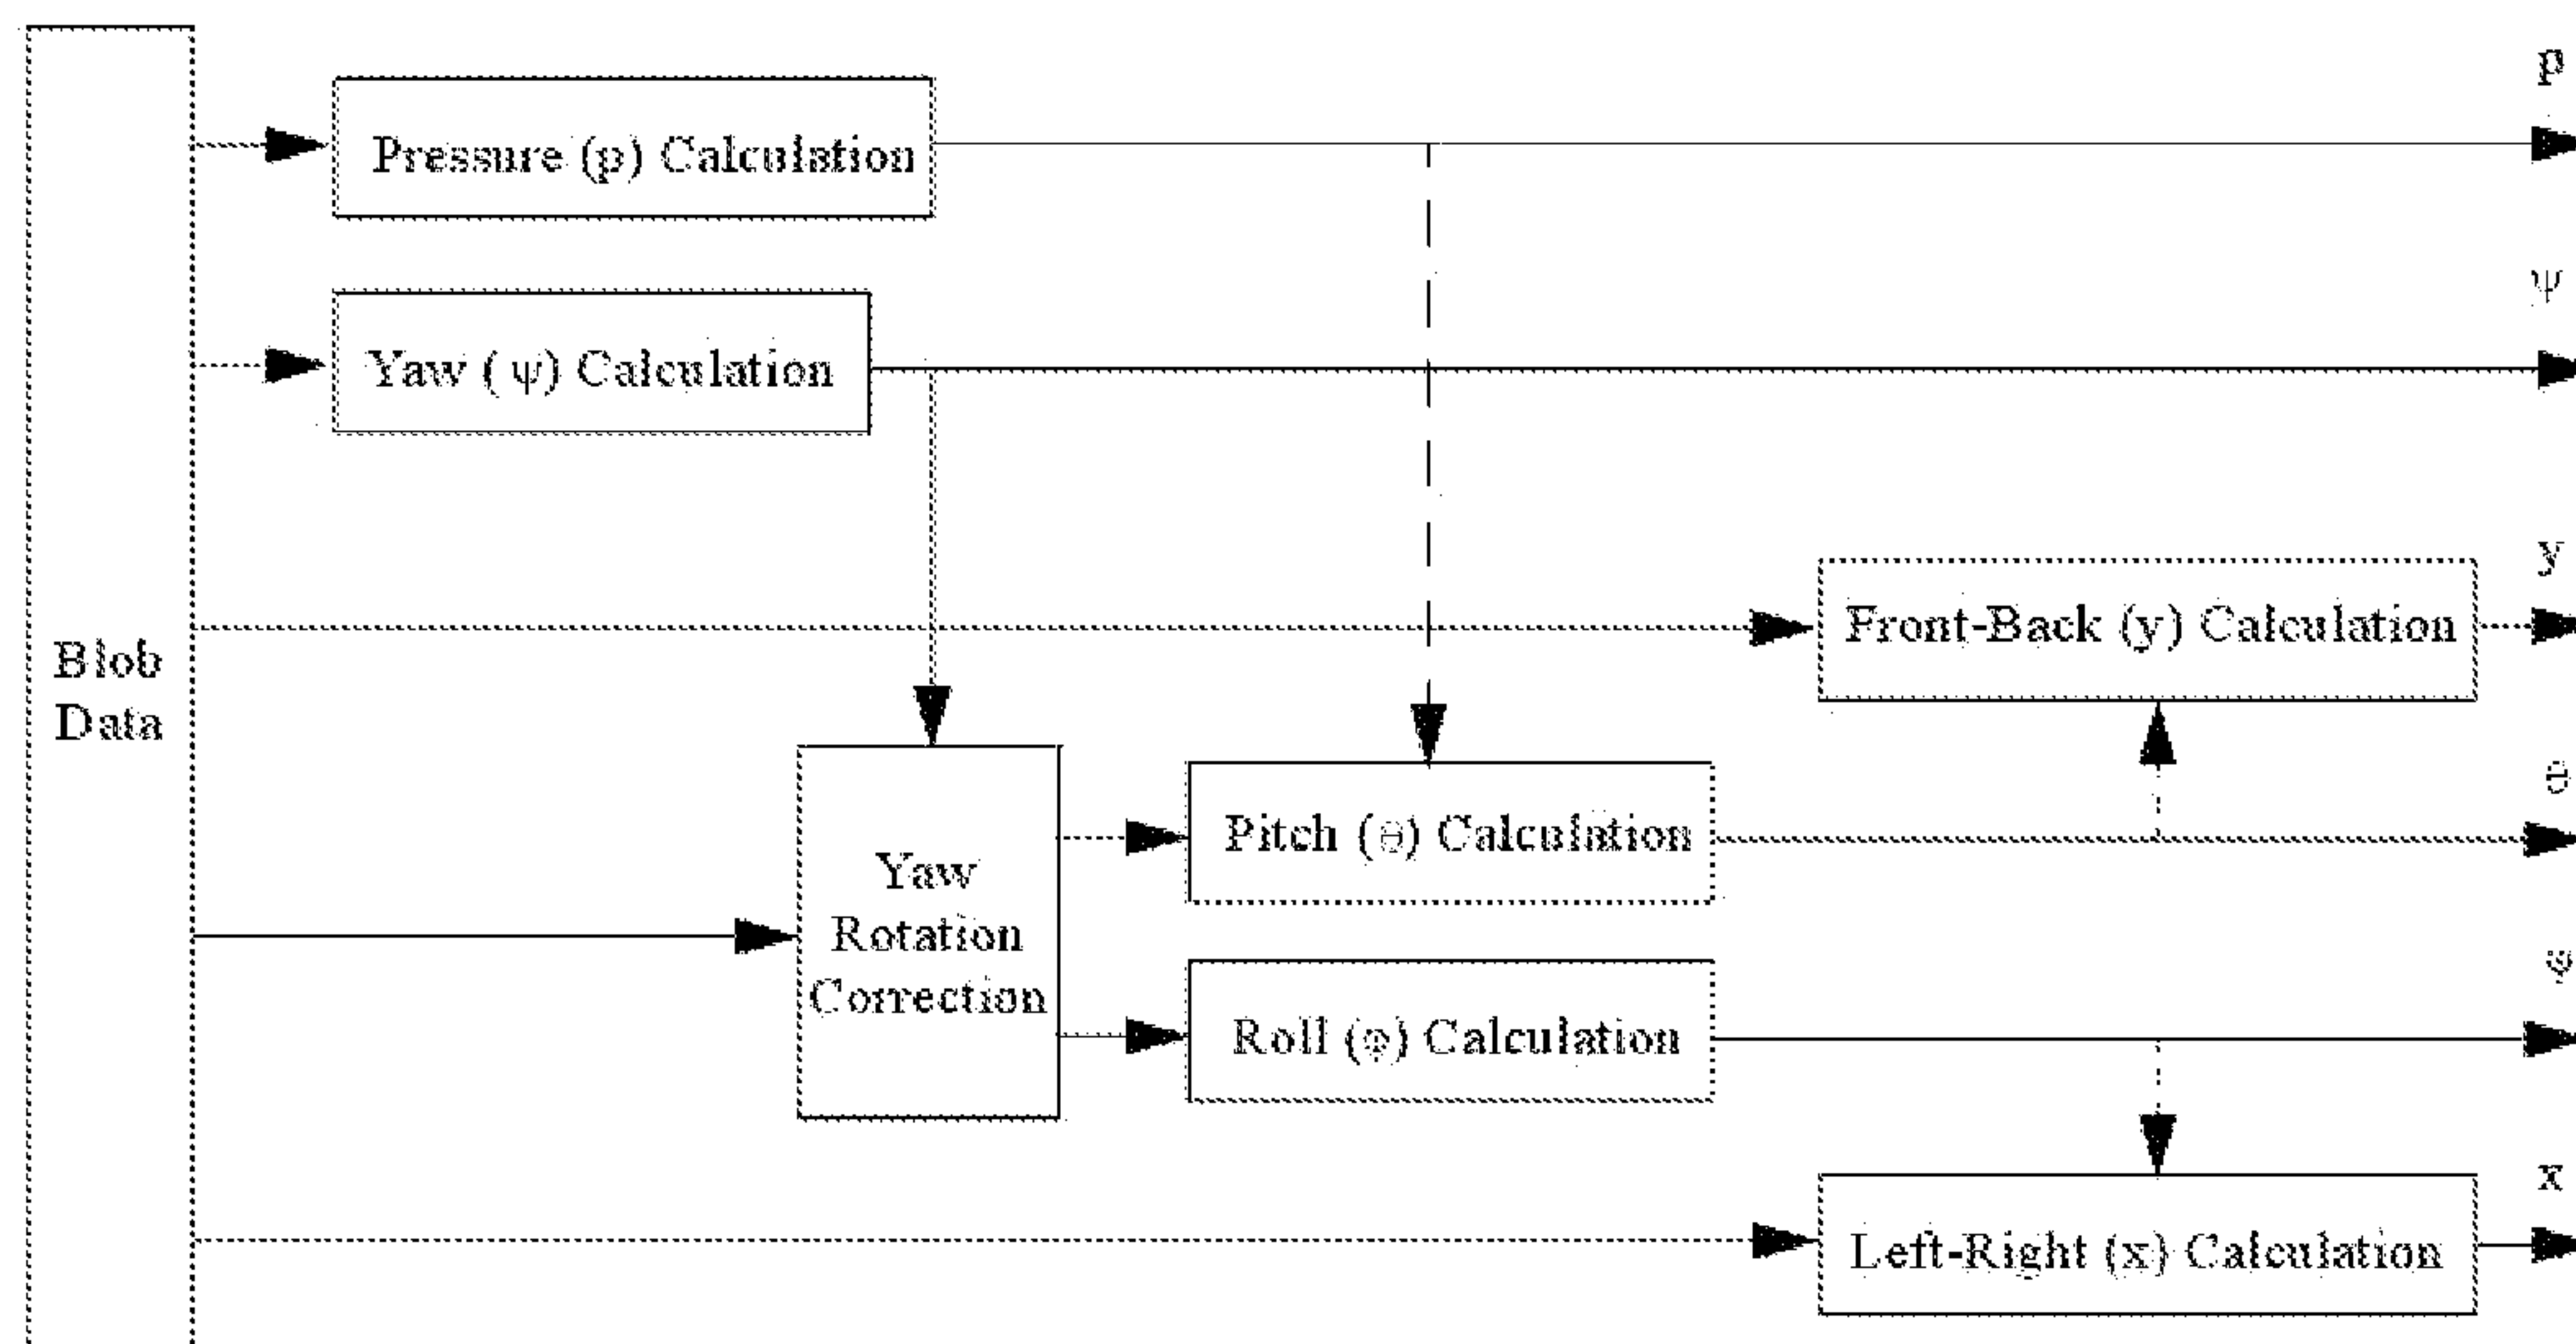 p
Pressure (p) Calculation
ψ
Yaw ( ψ) Calculation
y
Front-Back (y) Calculation
Blob
Data
θ
Pitch (θ) Calculation
Yaw
Rotation
Correction
φ
Roll (φ) Calculation
x
Left-Right (x) Calculation